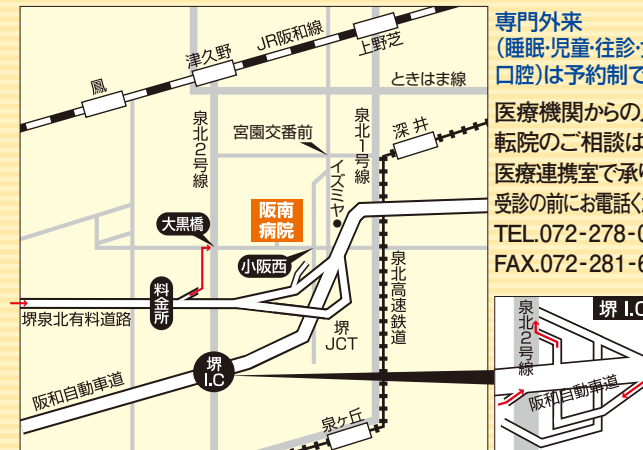 鳳
津久野
JR阪和線
上野芝
ときはま線
泉北2号線
宮園交番前
泉北1号線
深井
イズミヤ
阪南
病院
大黒橋
小阪西
料金所
堺泉北有料道路
堺
JCT
泉北高速鉄道
堺
I.C
阪和自動車道
泉ヶ丘
専門外来
(睡眠・児童・往診・
口腔)は予約制で
医療機関からの
転院のご相談は
医療連携室で承
受診の前にお電話く
TEL.072-278-0
FAX.072-281-6
堺 I.C
泉北2号線
阪和自動車道